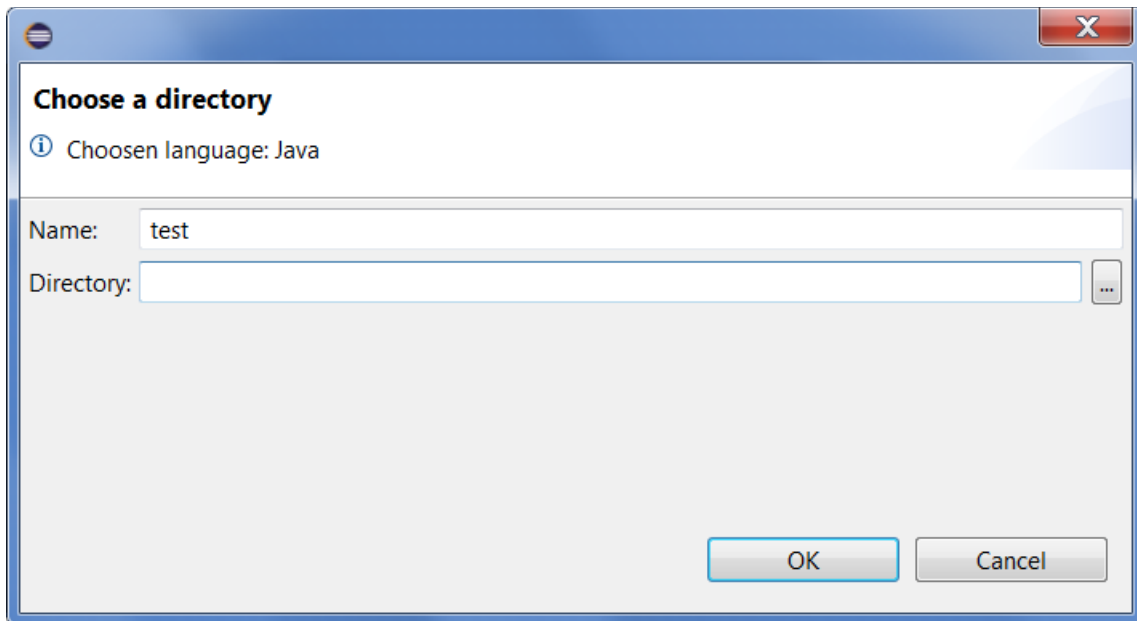 Choose a directory
Choosen language: Java
Name: test
Directory: ...
OK Cancel